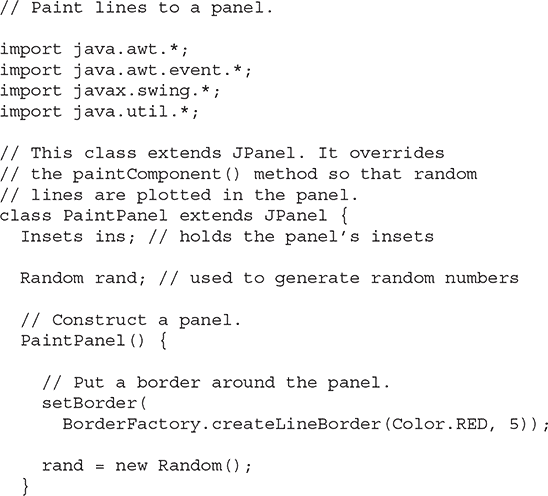 // Paint lines to a panel.
import java.awt.*;
import java.awt.event.*;
import javax.swing.*;
import java.util.*;
// This class extends JPanel. It overrides
// the paintComponent() method so that random
// lines are plotted in the panel.
class PaintPanel extends JPanel {
Insets ins; // holds the panel's insets
Random rand; // used to generate random numbers
// Construct a panel.
PaintPanel() {
// Put a border around the panel.
setBorder(
BorderFactory.createLineBorder(Color.RED, 5));
rand = new Random();
}